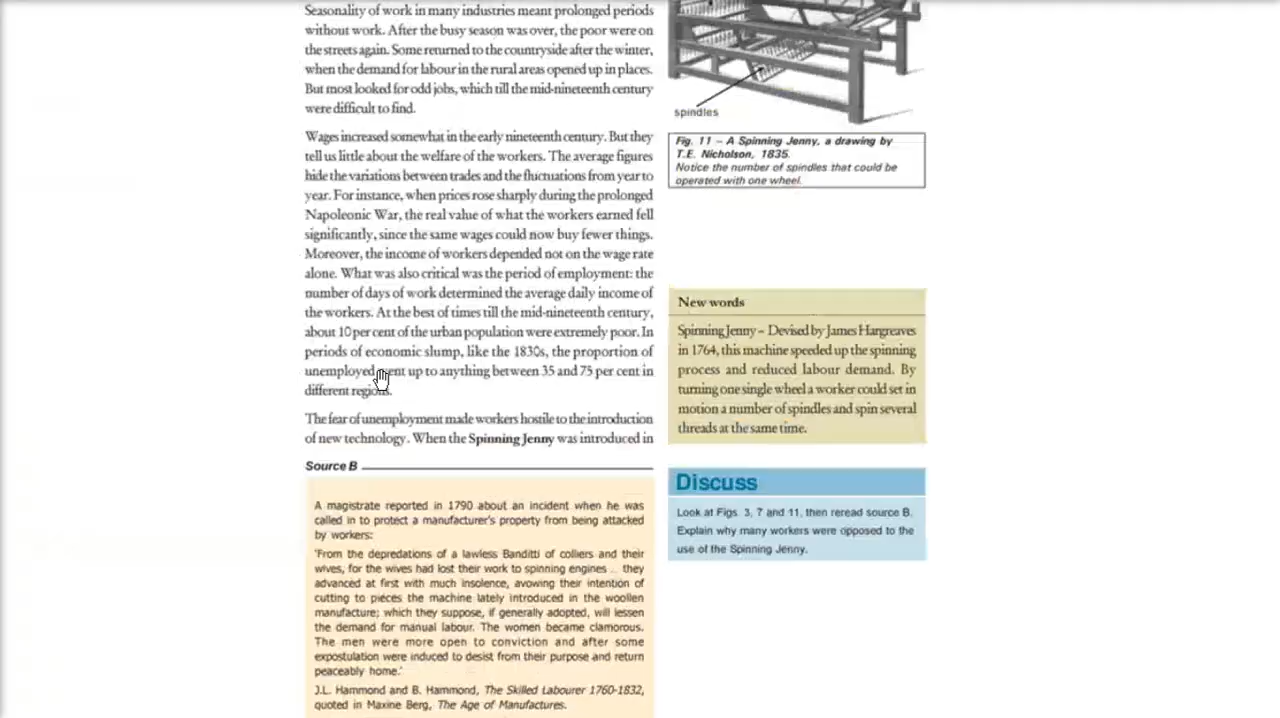 Seasonality of work in many industries meant prolonged periods
without work. After the busy season was over, the poor were on
the streets again. Some returned to the countryside after the winter,
when the demand for labour in the rural areas opened up in places.
But most looked for odd jobs, which till the mid-nineteenth century
were difficult to find.
Wages increased somewhat in the early nineteenth century. But they
tell us little about the welfare of the workers. The average figures
hide the variations between trades and the fluctuations from year to
year. For instance, when prices rose sharply during the prolonged
Napoleonic War, the real value of what the workers earned fell
significantly, since the same wages could now buy fewer things.
Moreover, the income of workers depended not on the wage rate
alone. What was also critical was the period of employment: the
number of days of work determined the average daily income of
the workers. At the best of times till the mid-nineteenth century,
about 10 per cent of the urban population were extremely poor. In
periods of economic slump, like the 1830s, the proportion of
unemployed went up to anything between 35 and 75 per cent in
different regions.
The fear of unemployment made workers hostile to the introduction
of new technology. When the Spinning Jenny was introduced in
Source B
A magistrate reported in 1790 about an incident when he was
called in to protect a manufacturer's property from being attacked
by workers:
'From the depredations of a lawless Banditti of colliers and their
wives, for the wives had lost their work to spinning engines ... they
advanced at first with much insolence, avowing their intention of
cutting to pieces the machine lately introduced in the woollen
manufacture; which they suppose, if generally adopted, will lessen
the demand for manual labour. The women became clamorous.
The men were more open to conviction and after some
expostulation were induced to desist from their purpose and return
peaceably home.'
J.L. Hammond and B. Hammond, The Skilled Labourer 1760-1832,
quoted in Maxine Berg, The Age of Manufactures.
spindles
Fig. 11 – A Spinning Jenny, a drawing by
T.E. Nicholson, 1835.
Notice the number of spindles that could be
operated with one wheel.
New words
Spinning Jenny – Devised by James Hargreaves
in 1764, this machine speeded up the spinning
process and reduced labour demand. By
turning one single wheel a worker could set in
motion a number of spindles and spin several
threads at the same time.
Discuss
Look at Figs. 3, 7 and 11, then reread source B.
Explain why many workers were opposed to the
use of the Spinning Jenny.